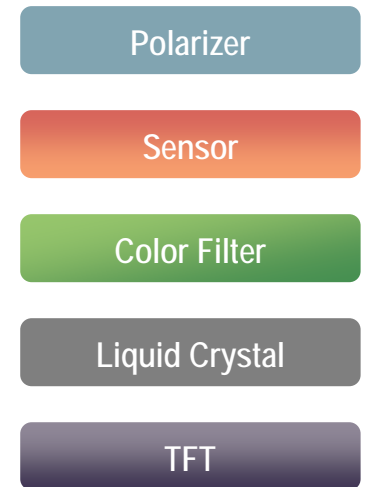 Polarizer
Sensor
Color Filter
Liquid Crystal
TFT